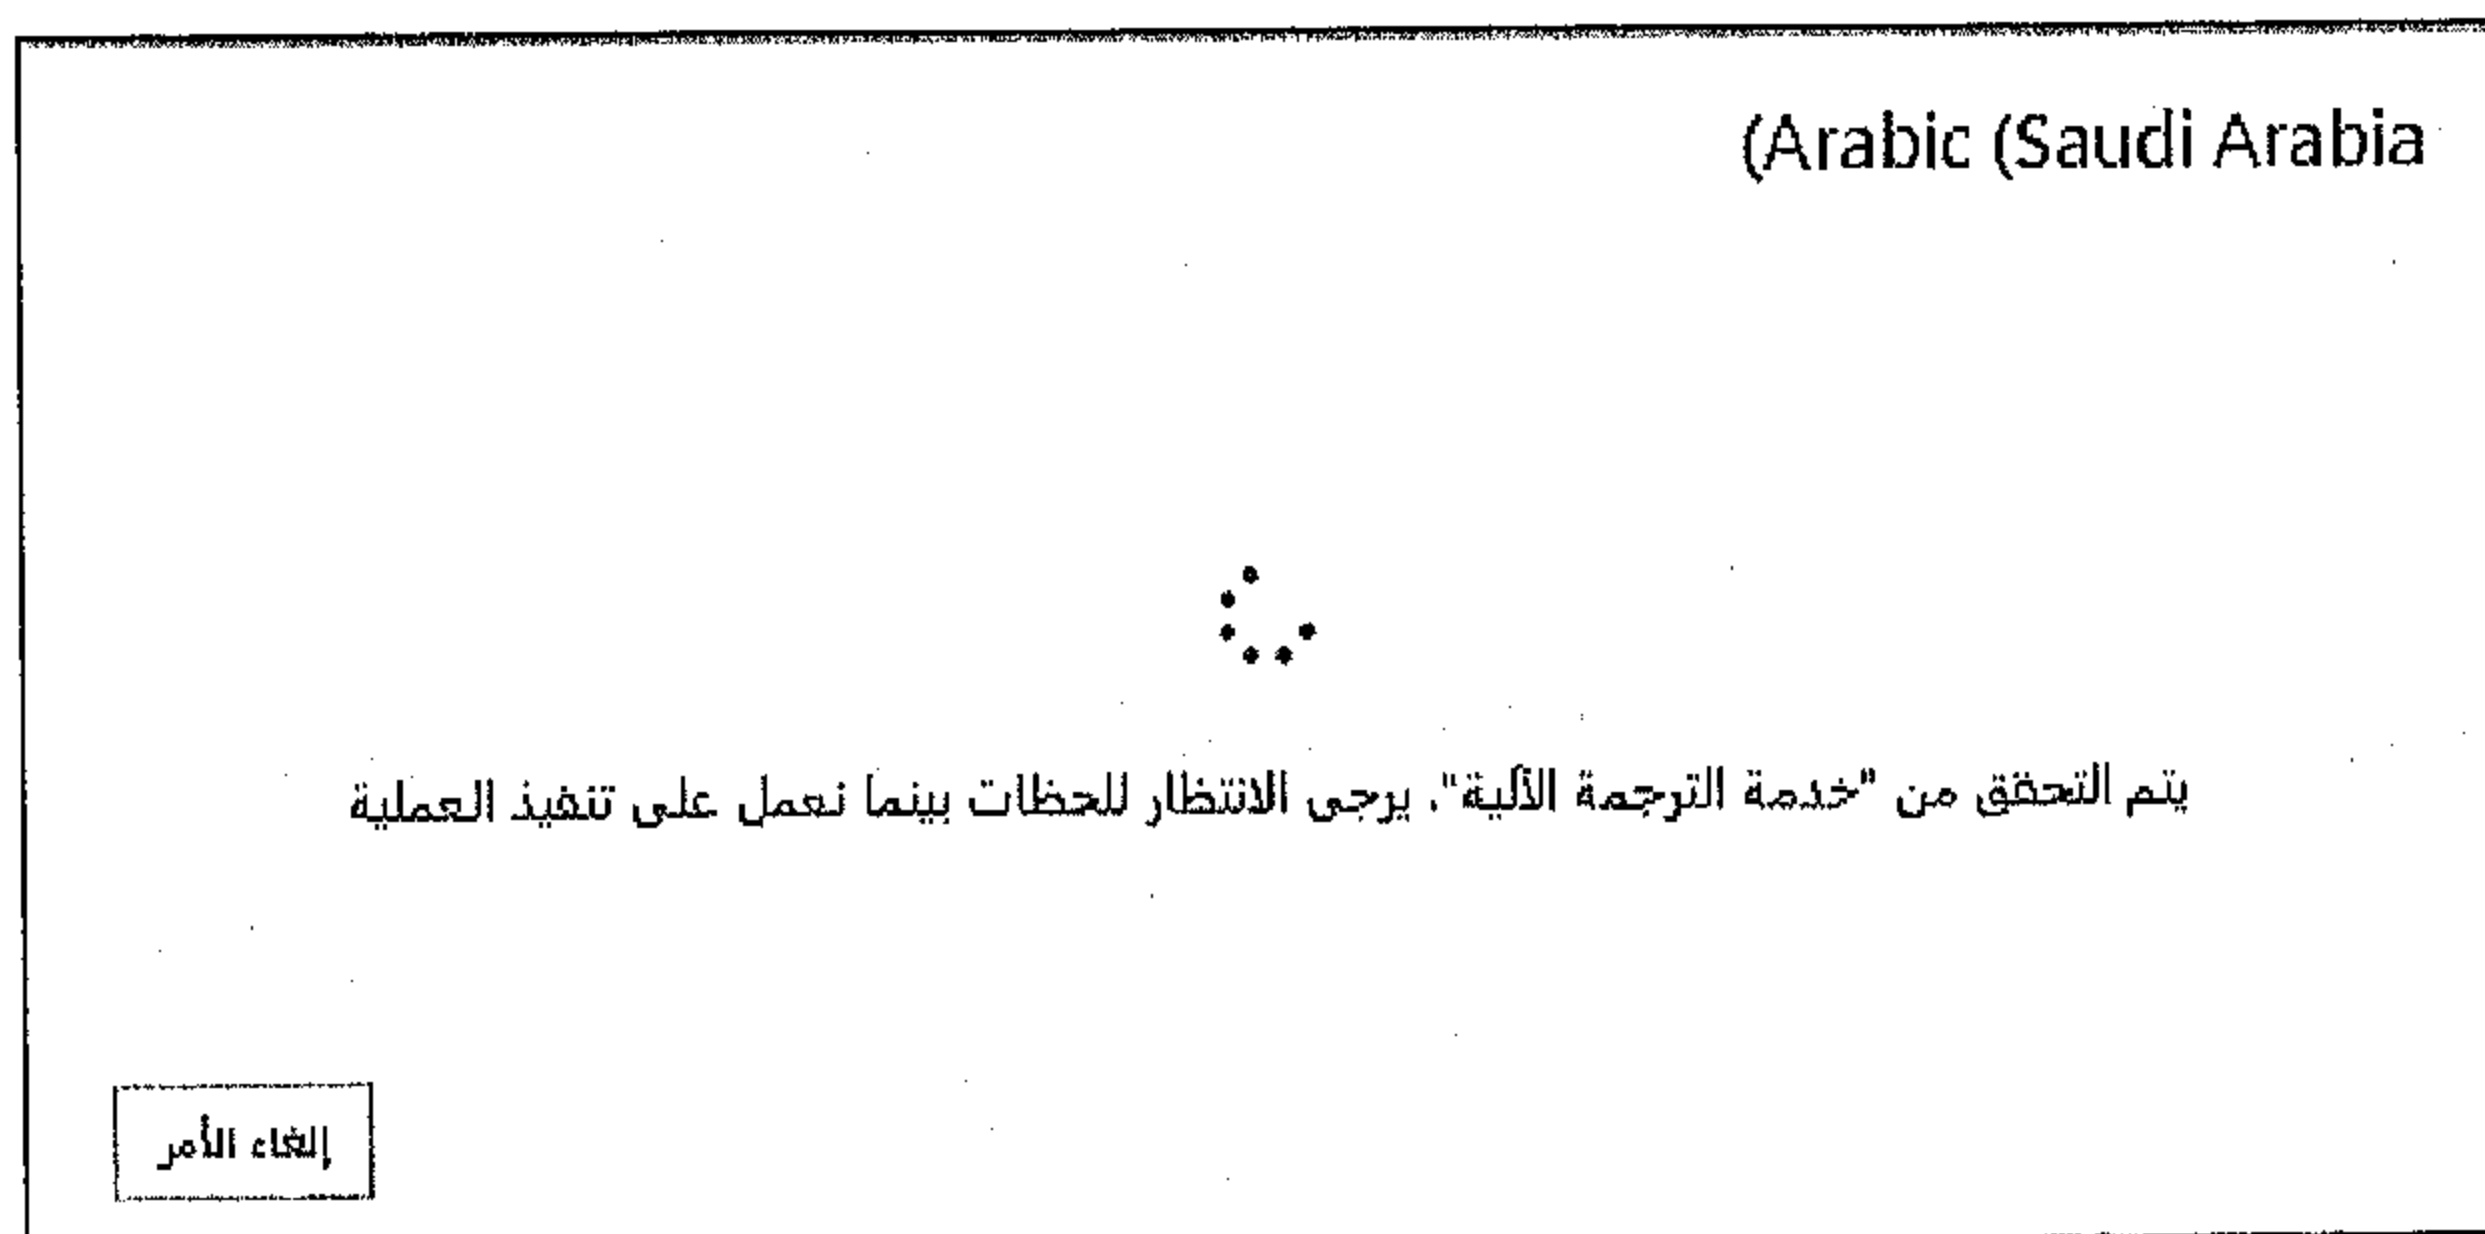 (Arabic (Saudi Arabia
يتم التحقق من "خدمة الترجمة الآلية". يرجى الانتظار للحظات بينما نعمل على تنفيذ العملية
إلغاء الأمر